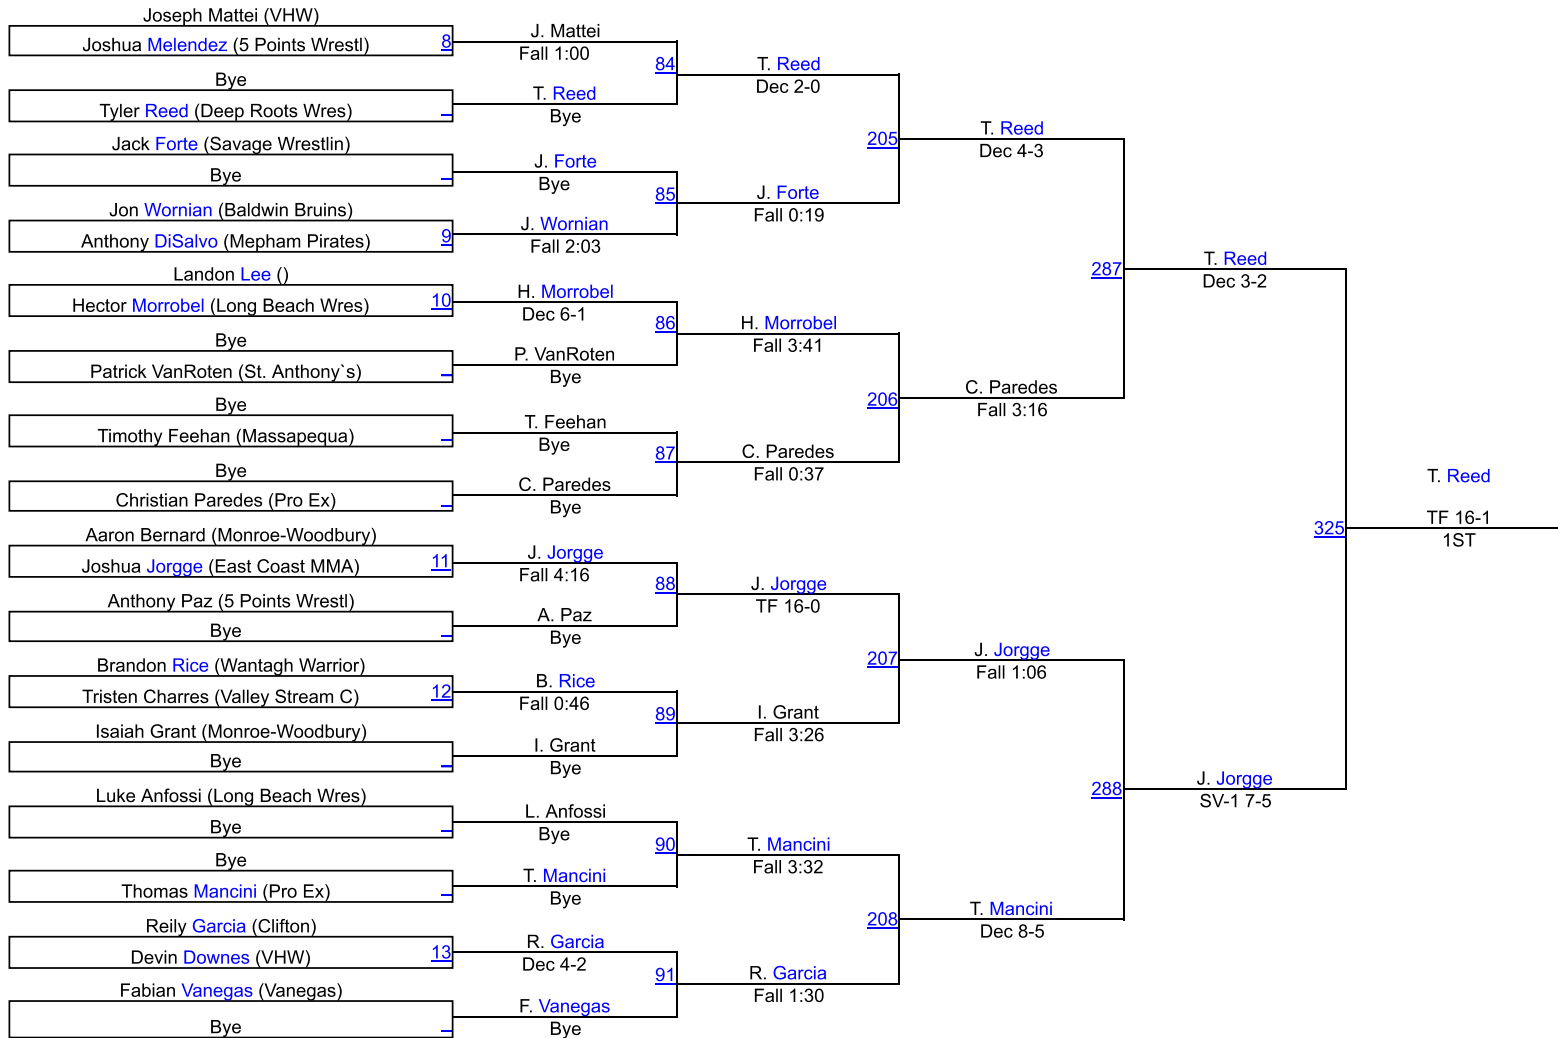 Joseph Mattei (VHW)
Joshua Melendez (5 Points Wrestl) 8
Bye
Tyler Reed (Deep Roots Wres)
Jack Forte (Savage Wrestlin)
Bye
Jon Wornian (Baldwin Bruins)
Anthony DiSalvo (Mepham Pirates) 9
Landon Lee ()
Hector Morrobel (Long Beach Wres) 10
Bye
Patrick VanRoten (St. Anthony`s)
Bye
Timothy Feehan (Massapequa)
Bye
Christian Paredes (Pro Ex)
Aaron Bernard (Monroe-Woodbury)
Joshua Jorgge (East Coast MMA) 11
Anthony Paz (5 Points Wrestl)
Bye
Brandon Rice (Wantagh Warrior)
Tristen Charres (Valley Stream C) 12
Isaiah Grant (Monroe-Woodbury)
Bye
Luke Anfossi (Long Beach Wres)
Bye
Bye
Thomas Mancini (Pro Ex)
Reily Garcia (Clifton)
Devin Downes (VHW) 13
Fabian Vanegas (Vanegas)
Bye
J. Mattei
Fall 1:00
84
T. Reed
Bye
J. Forte
Bye
85
J. Wornian
Fall 2:03
H. Morrobel
Dec 6-1
86
P. VanRoten
Bye
T. Feehan
Bye
87
C. Paredes
Bye
J. Jorgge
Fall 4:16
88
A. Paz
Bye
B. Rice
Fall 0:46
89
I. Grant
Bye
L. Anfossi
Bye
90
T. Mancini
Bye
R. Garcia
Dec 4-2
91
F. Vanegas
Bye
T. Reed
Dec 2-0
205
J. Forte
Fall 0:19
H. Morrobel
Fall 3:41
206
C. Paredes
Fall 0:37
J. Jorgge
TF 16-0
207
I. Grant
Fall 3:26
T. Mancini
Fall 3:32
208
R. Garcia
Fall 1:30
T. Reed
Dec 4-3
287
C. Paredes
Fall 3:16
J. Jorgge
Fall 1:06
288
T. Mancini
Dec 8-5
T. Reed
Dec 3-2
325
J. Jorgge
SV-1 7-5
T. Reed
TF 16-1
1ST